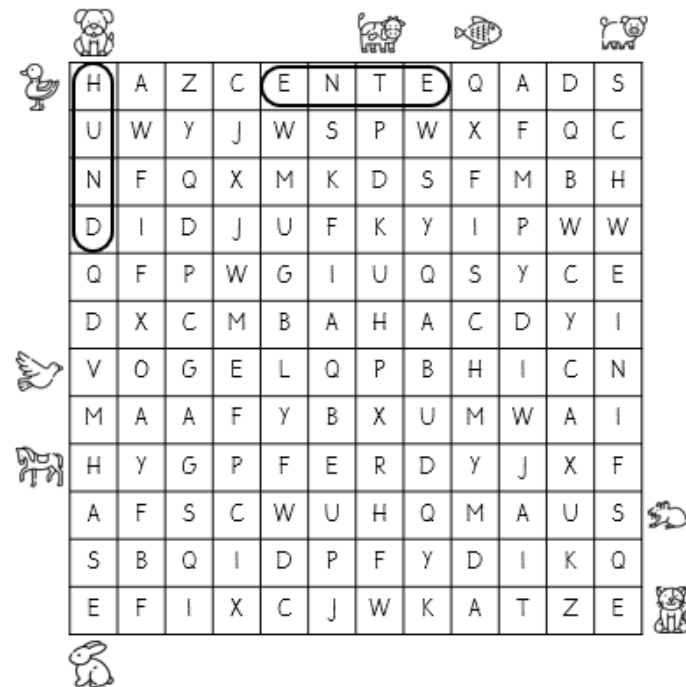 H A Z C E N T E Q A D S
U W Y J W S P W X F Q C
N F Q X M K D S F M B H
D I D J U F K Y I P W W
Q F P W G I U Q S Y C E
D X C M B A H A C D Y I
V O G E L Q P B H I C N
M A A F Y B X U M W A I
H Y G P F E R D Y J X F
A F S C W U H Q M A U S
S B Q I D P F Y D I K Q
E F I X C J W K A T Z E